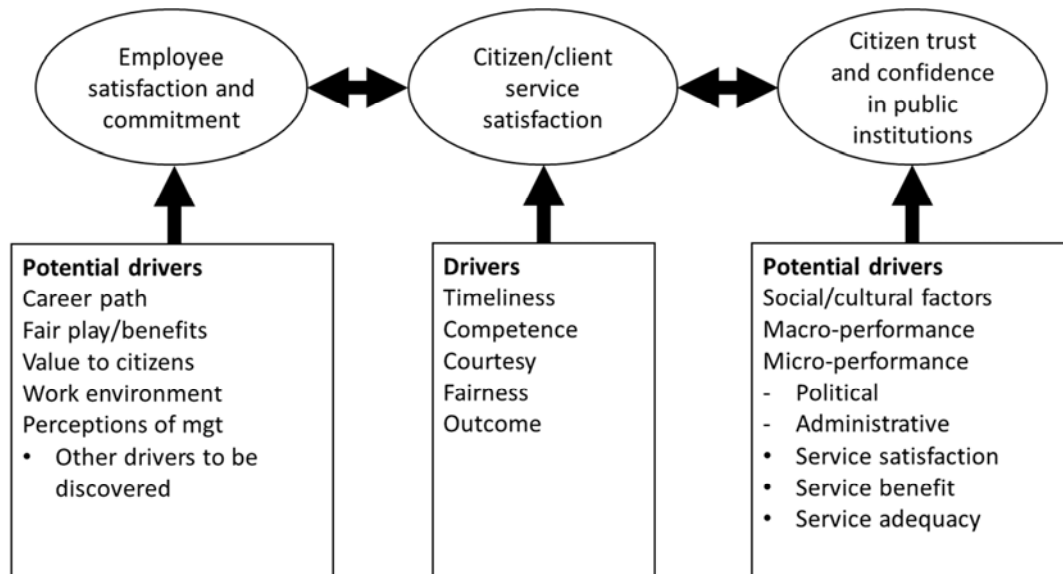 Employee
satisfaction and
commitment
Citizen/client
service
satisfaction
Citizen trust
and confidence
in public
institutions
Potential drivers
Career path
Fair play/benefits
Value to citizens
Work environment
Perceptions of mgt
• Other drivers to be
discovered
Drivers
Timeliness
Competence
Courtesy
Fairness
Outcome
Potential drivers
Social/cultural factors
Macro-performance
Micro-performance
- Political
- Administrative
• Service satisfaction
• Service benefit
• Service adequacy